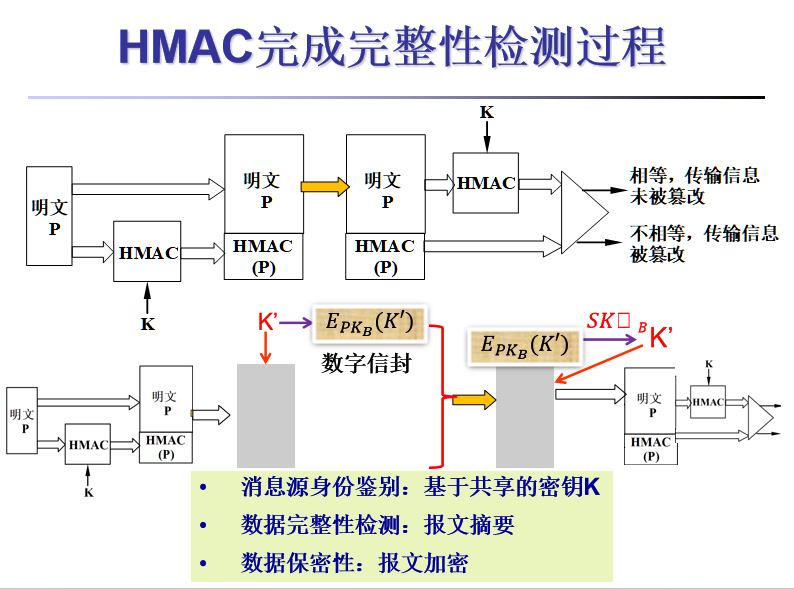 HMAC完成完整性检测过程
K
明文
P
HMAC
K
明文
P
HMAC
(P)
明文
P
HMAC
(P)
HMAC
相等，传输信息
未被篡改
不相等，传输信息
被篡改
K’
E_{PK_B}(K′)
数字信封
E_{PK_B}(K′)
SK□ _B
K’
明文
P
HMAC
K
明文
P
HMAC
(P)
明文
P
HMAC
(P)
K
HMAC
• 消息源身份鉴别：基于共享的密钥K
• 数据完整性检测：报文摘要
• 数据保密性：报文加密